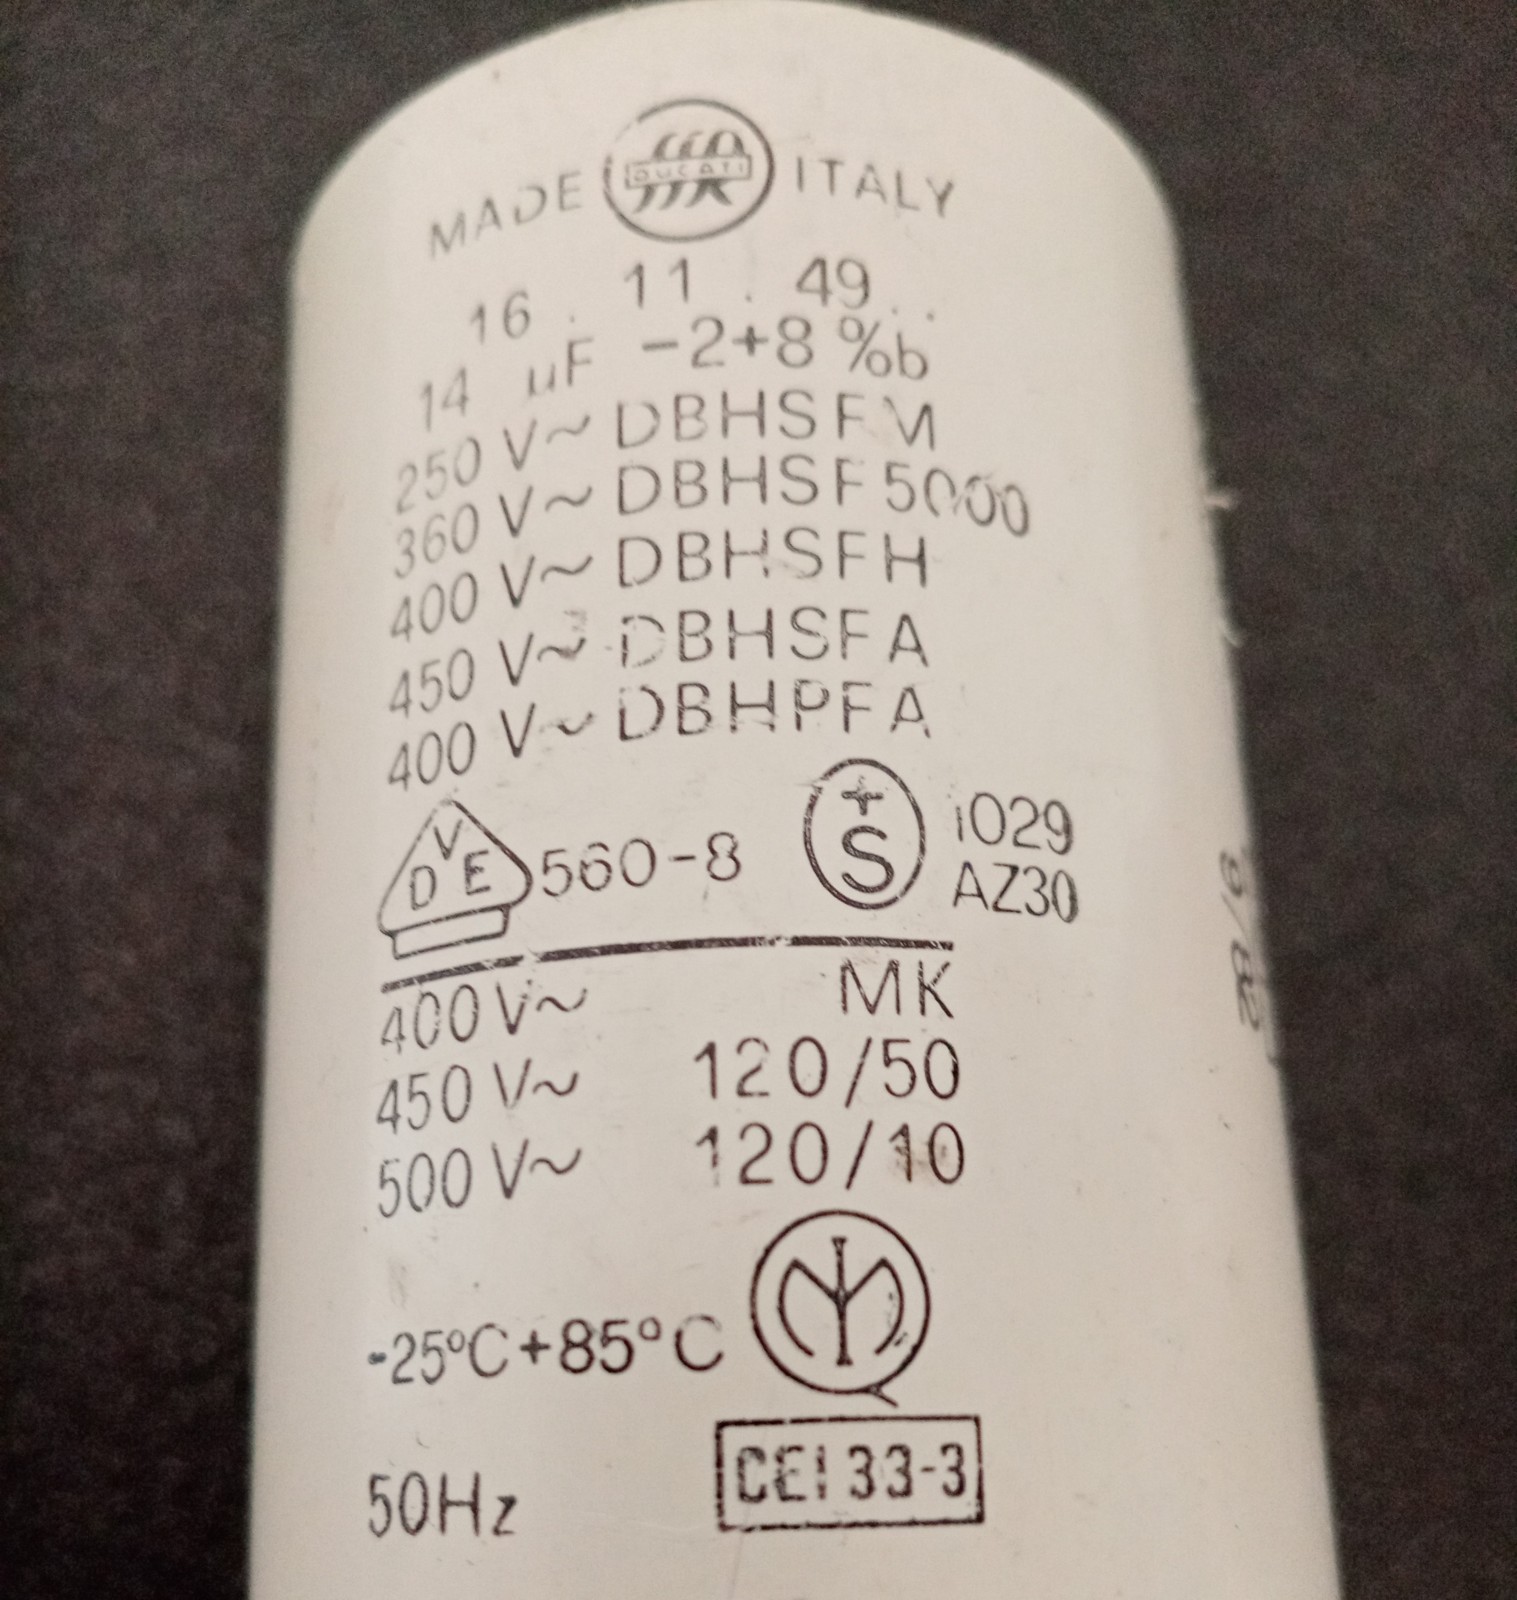 MADE DUCATI ITALY
16 . 11 . 49 . .
14 µF -2+8 %b
250 V~ DBHSFM
360 V~ DBHSF5000
400 V~ DBHSFH
450 V~ DBHSFA
400 V~ DBHPFA
VDE 560-8 +S i029
AZ30
400 V~ MK
450 V~ 120/50
500 V~ 120/10
-25°C+85°C
50Hz CEI 33-3